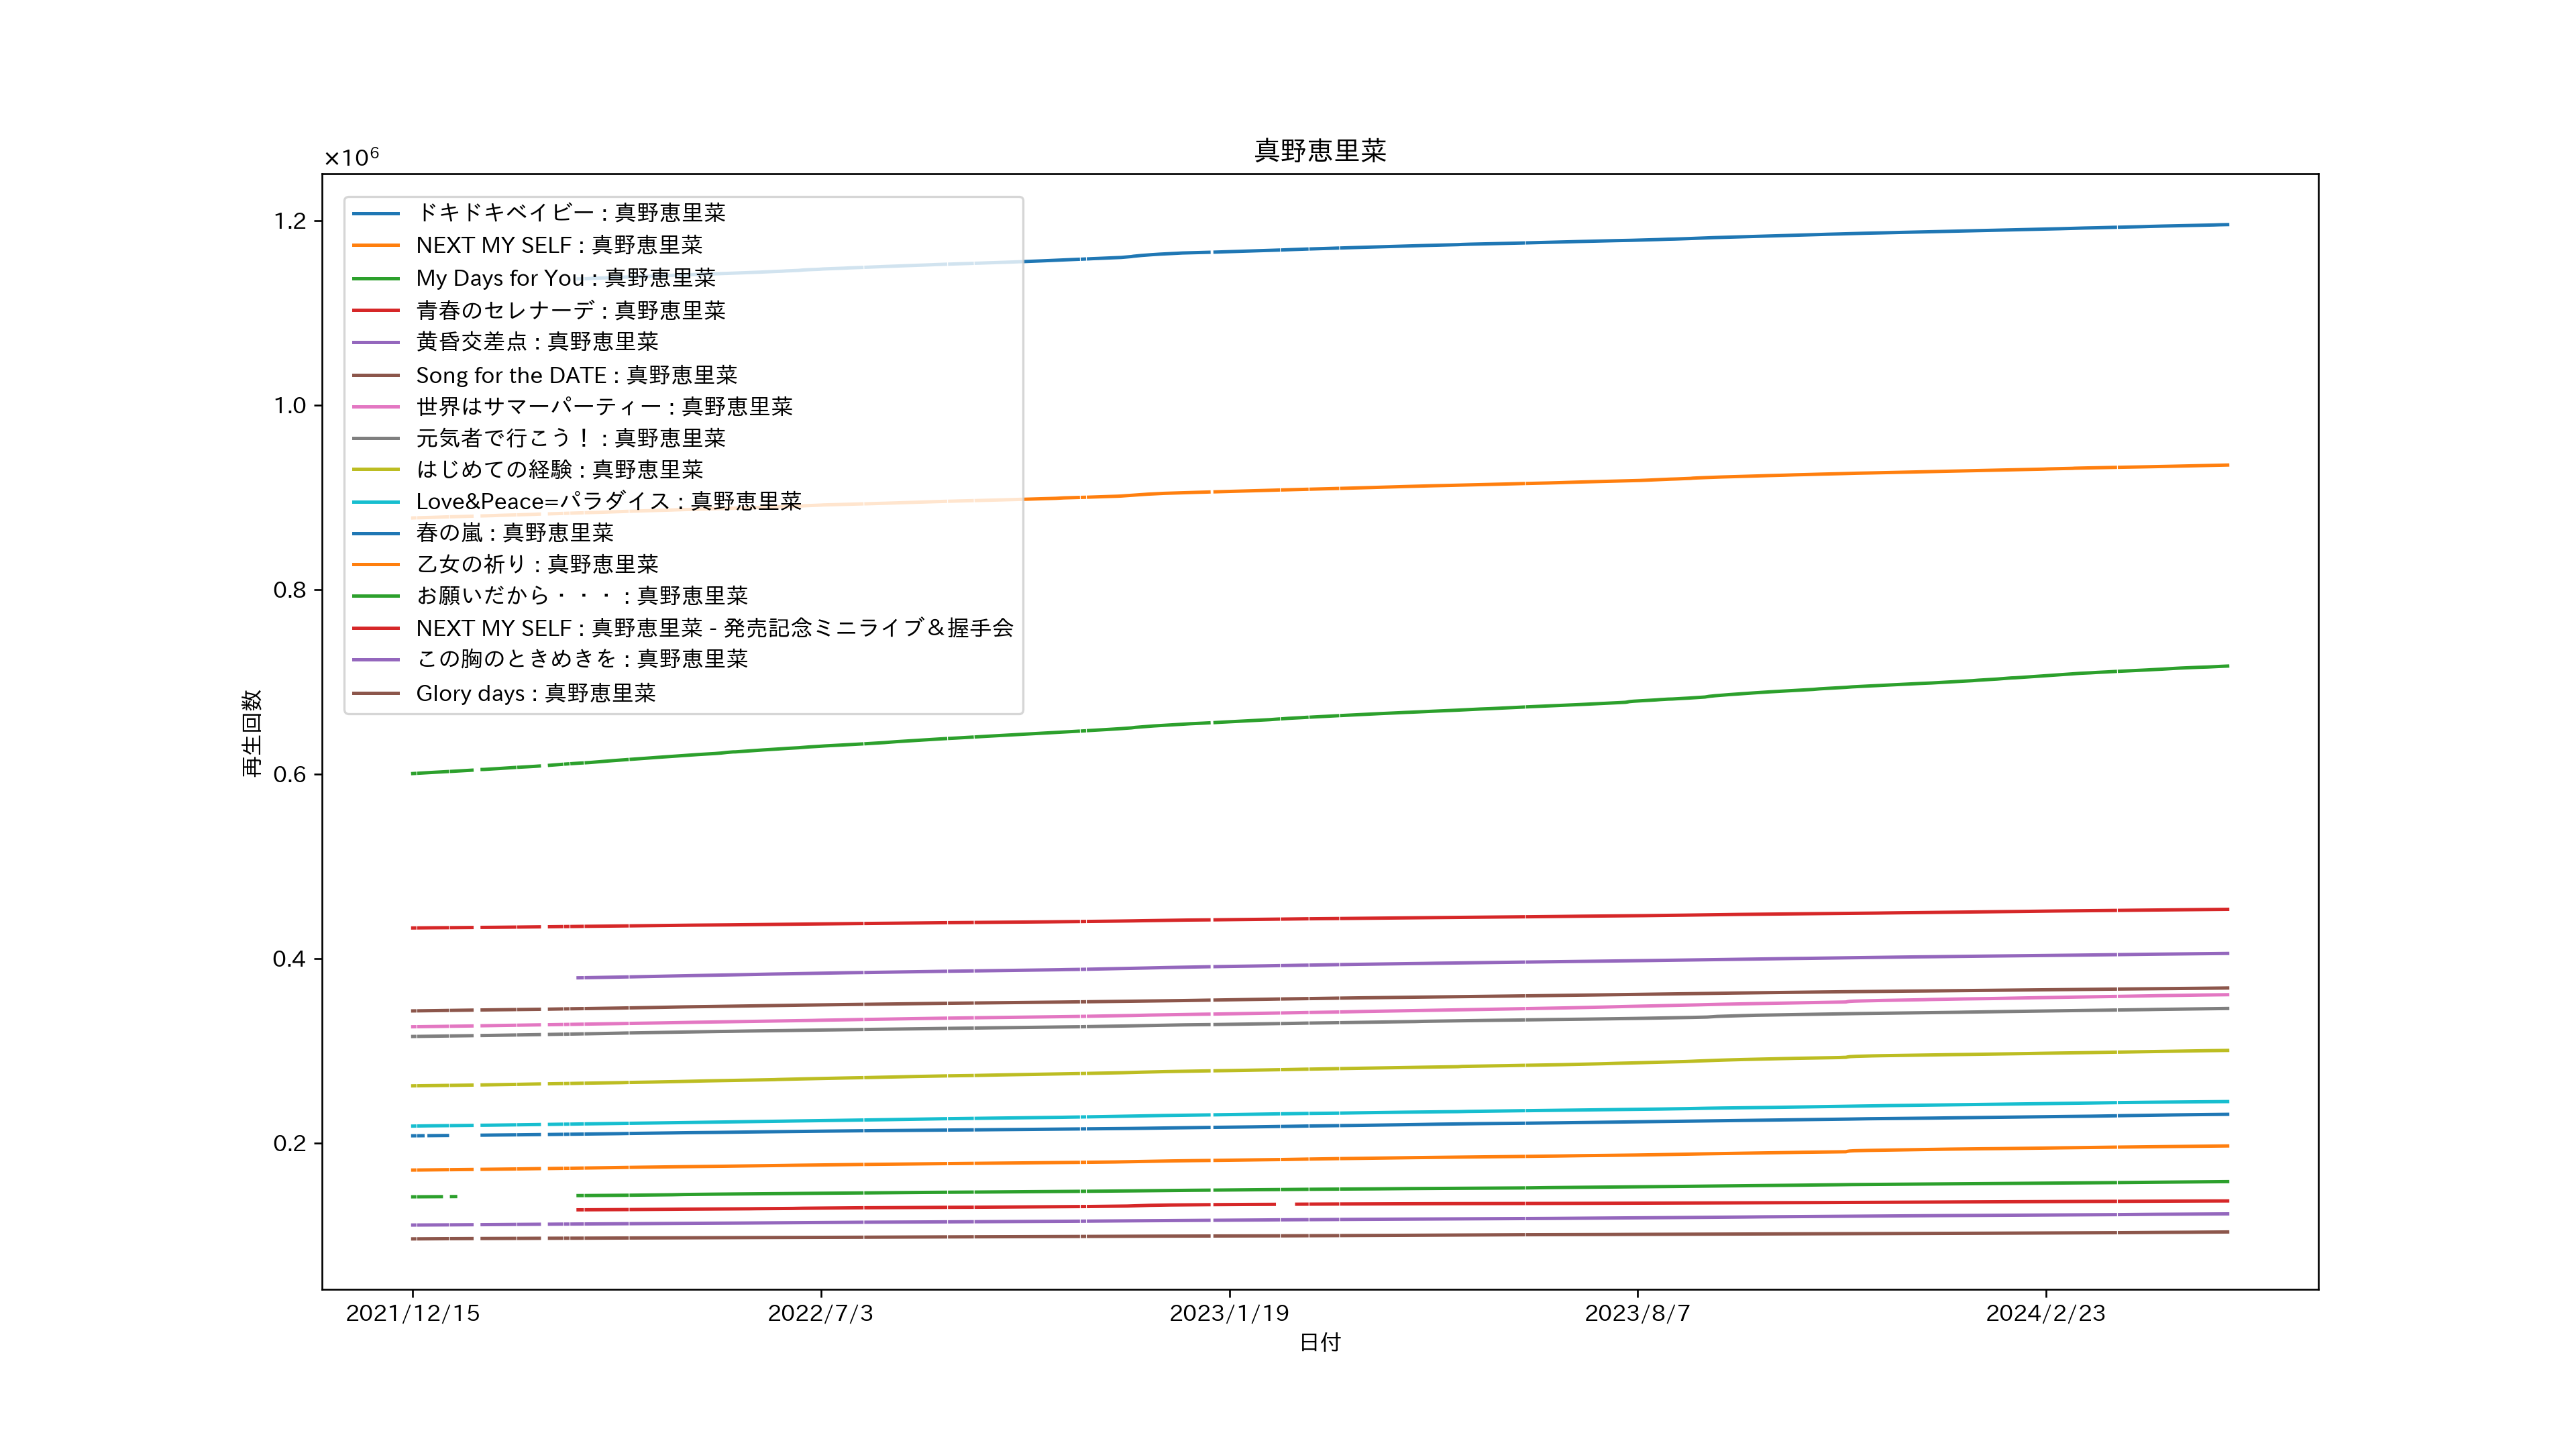 真野恵里菜
×10⁶
1.2
1.0
0.8
0.6
0.4
0.2
再生回数
ドキドキベイビー : 真野恵里菜
NEXT MY SELF : 真野恵里菜
My Days for You : 真野恵里菜
青春のセレナーデ : 真野恵里菜
黄昏交差点 : 真野恵里菜
Song for the DATE : 真野恵里菜
世界はサマーパーティー : 真野恵里菜
元気者で行こう！ : 真野恵里菜
はじめての経験 : 真野恵里菜
Love&Peace=パラダイス : 真野恵里菜
春の嵐 : 真野恵里菜
乙女の祈り : 真野恵里菜
お願いだから・・・ : 真野恵里菜
NEXT MY SELF : 真野恵里菜 - 発売記念ミニライブ＆握手会
この胸のときめきを : 真野恵里菜
Glory days : 真野恵里菜
2021/12/15
2022/7/3
2023/1/19
2023/8/7
2024/2/23
日付